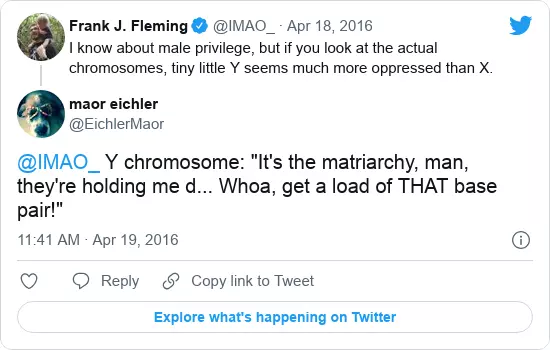 Frank J. Fleming @IMAO_ · Apr 18, 2016
I know about male privilege, but if you look at the actual
chromosomes, tiny little Y seems much more oppressed than X.
maor eichler
@EichlerMaor
@IMAO_ Y chromosome: "It's the matriarchy, man,
they're holding me d... Whoa, get a load of THAT base
pair!"
11:41 AM · Apr 19, 2016
Reply Copy link to Tweet
Explore what's happening on Twitter